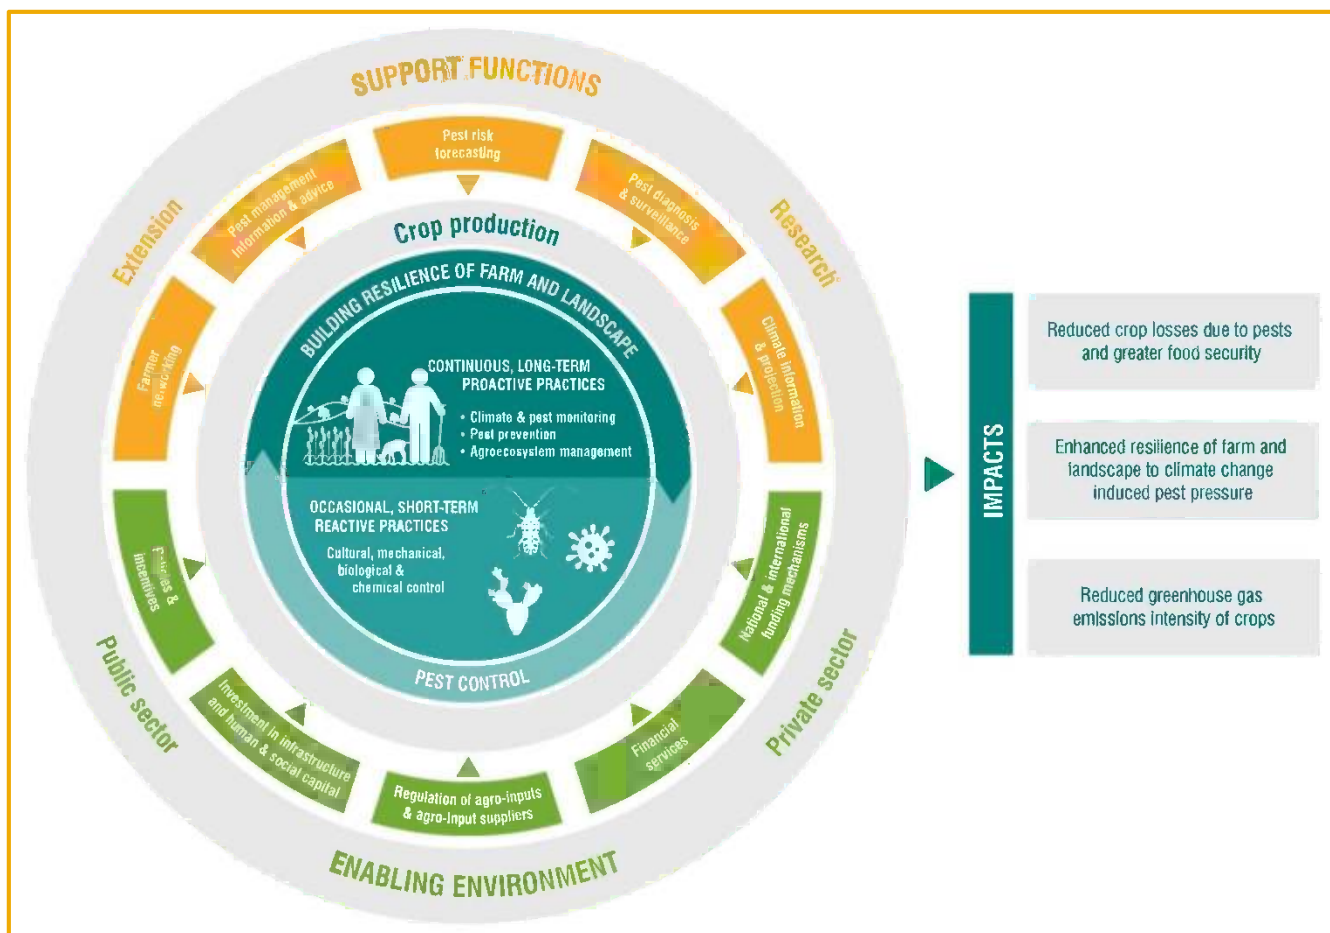 SUPPORT FUNCTIONS
Extension
Research
Pest risk
forecasting
Pest management
Information & advice
Pest diagnosis
& surveillance
Farmer
networking
Climate information
& projection
Crop production
BUILDING RESILIENCE OF FARM AND LANDSCAPE
CONTINUOUS, LONG-TERM
PROACTIVE PRACTICES
• Climate & pest monitoring
• Pest prevention
• Agroecosystem management
OCCASIONAL, SHORT-TERM
REACTIVE PRACTICES
Cultural, mechanical,
biological &
chemical control
PEST CONTROL
Policies &
incentives
National & international
funding mechanisms
Investment in infrastructure
and human & social capital
Financial
services
Regulation of agro-inputs
& agro-input suppliers
Public sector
Private sector
ENABLING ENVIRONMENT
IMPACTS
Reduced crop losses due to pests
and greater food security
Enhanced resilience of farm and
landscape to climate change
induced pest pressure
Reduced greenhouse gas
emissions intensity of crops